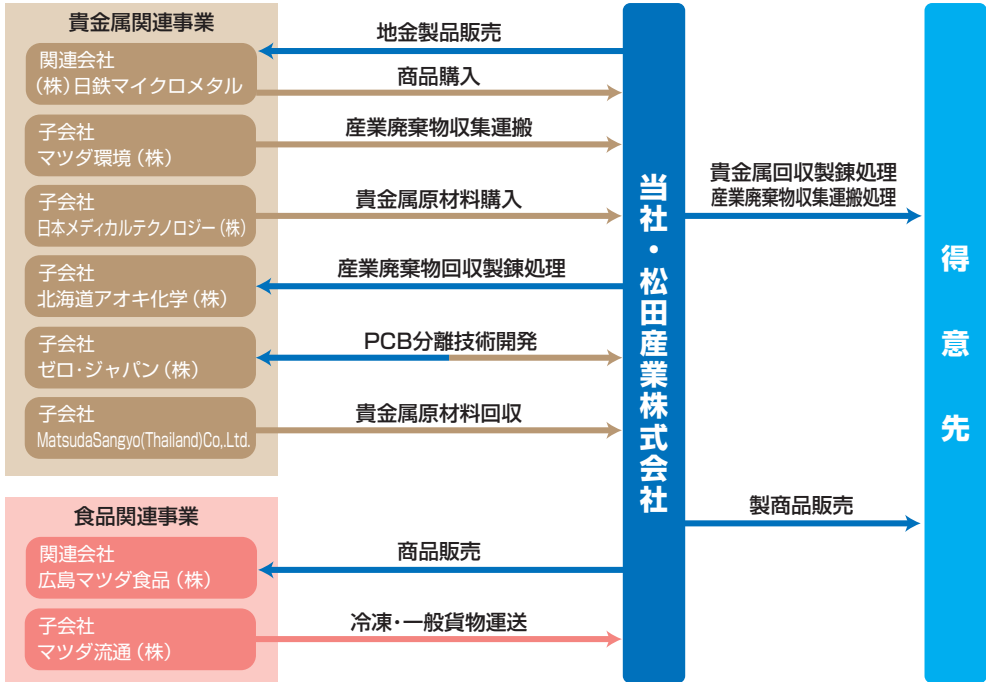 貴金属関連事業
関連会社
(株)日鉄マイクロメタル
地金製品販売
商品購入
子会社
マツダ環境(株)
産業廃棄物収集運搬
子会社
日本メディカルテクノロジー(株)
貴金属原材料購入
子会社
北海道アオキ化学(株)
産業廃棄物回収製錬処理
子会社
ゼロ・ジャパン(株)
PCB分離技術開発
子会社
MatsudaSangyo(Thailand)Co,.Ltd.
貴金属原材料回収
食品関連事業
関連会社
広島マツダ食品(株)
商品販売
子会社
マツダ流通(株)
冷凍・一般貨物運送
当社・松田産業株式会社
貴金属回収製錬処理
産業廃棄物収集運搬処理
製商品販売
得意先